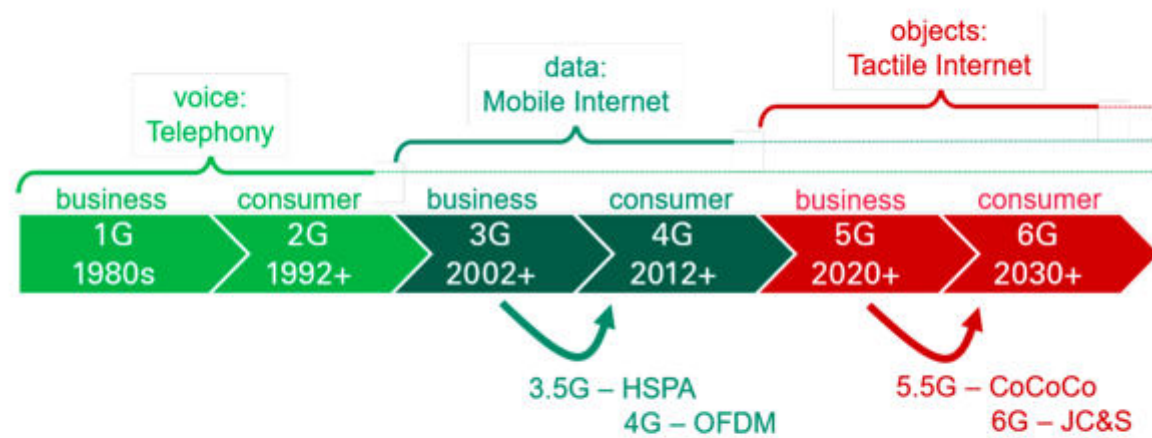 objects:
Tactile Internet
data:
Mobile Internet
voice:
Telephony
business consumer business consumer business consumer
1G 2G 3G 4G 5G 6G
1980s 1992+ 2002+ 2012+ 2020+ 2030+
3.5G – HSPA
4G – OFDM
5.5G – CoCoCo
6G – JC&S